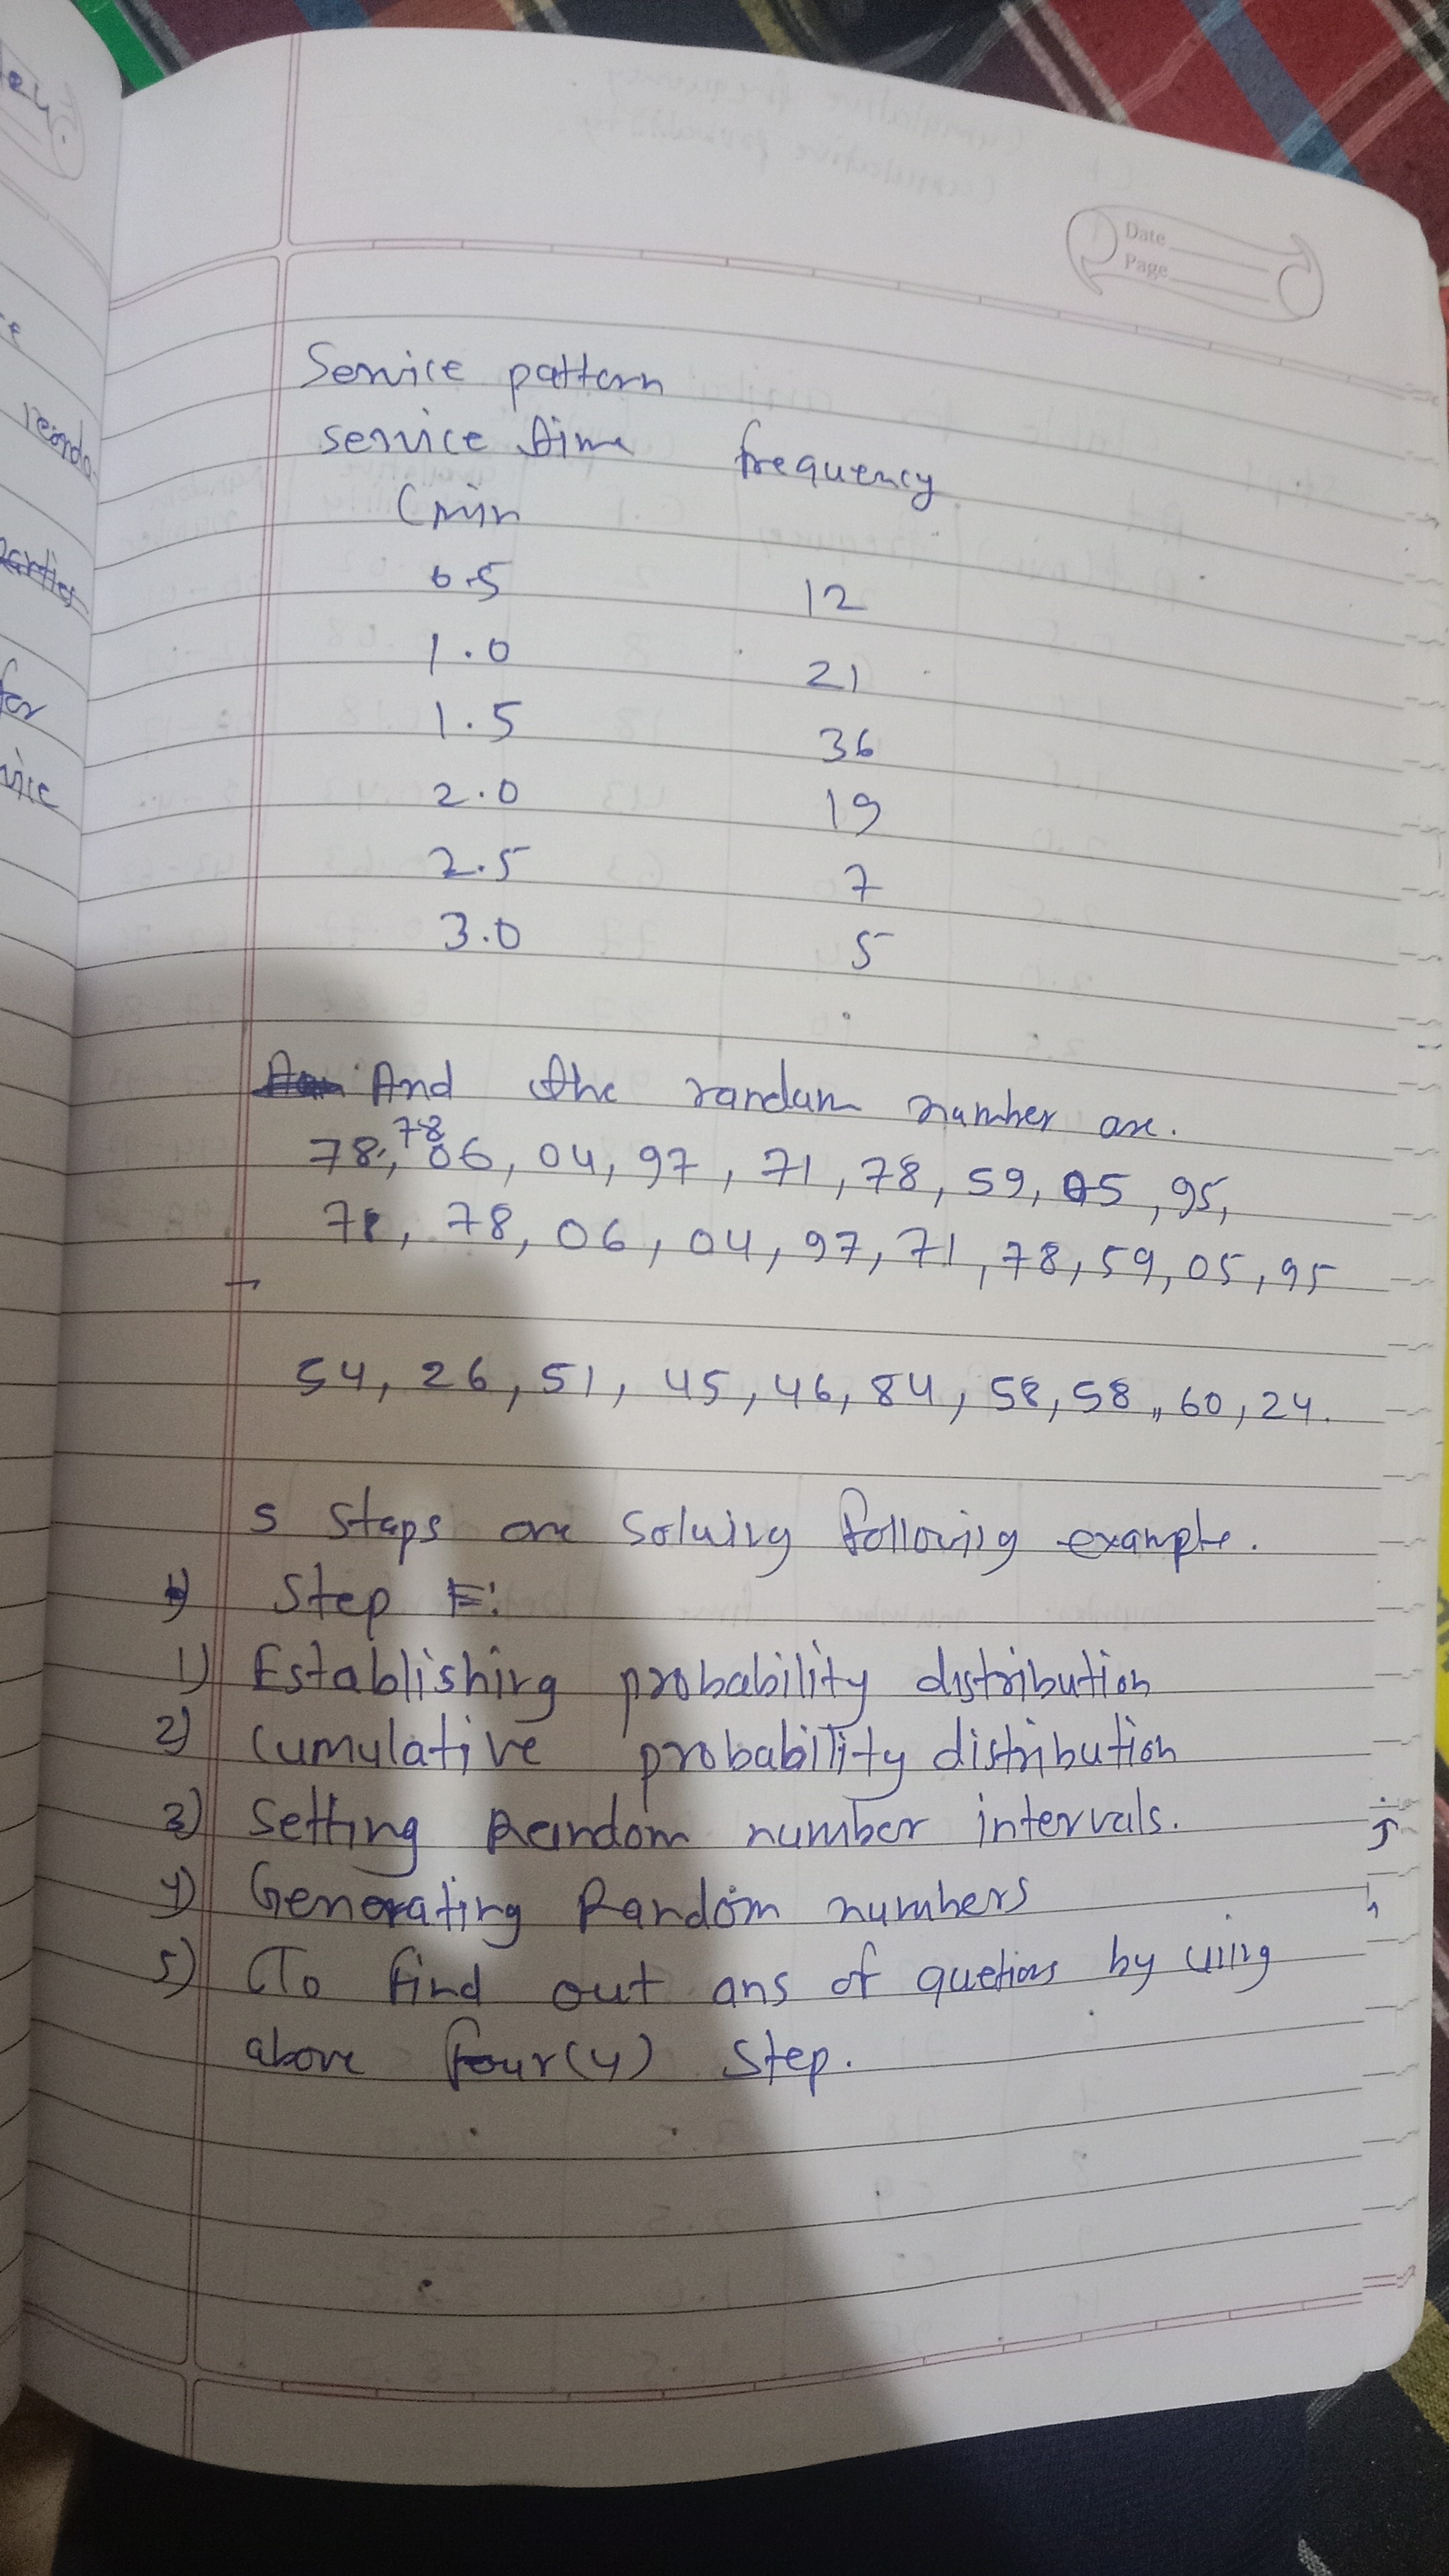 Date
Page
Service pattern
service time frequency
(min
0.5 12
1.0 21
1.5 36
2.0 19
2.5 7
3.0 5
And the random number are.
78
78, 06, 04, 97, 71, 78, 59, 05, 95,
78, 78, 06, 04, 97, 71, 78, 59, 05, 95
54, 26, 51, 45, 46, 84, 58, 58, 60, 24.
5 Steps are Solving following example.
Step
1) Establishing probability distribution
2) Cumulative probability distribution
3) Setting Random number intervals.
4) Generating Random numbers
5) To find out ans of quetions by using
above four(4) Step.
for